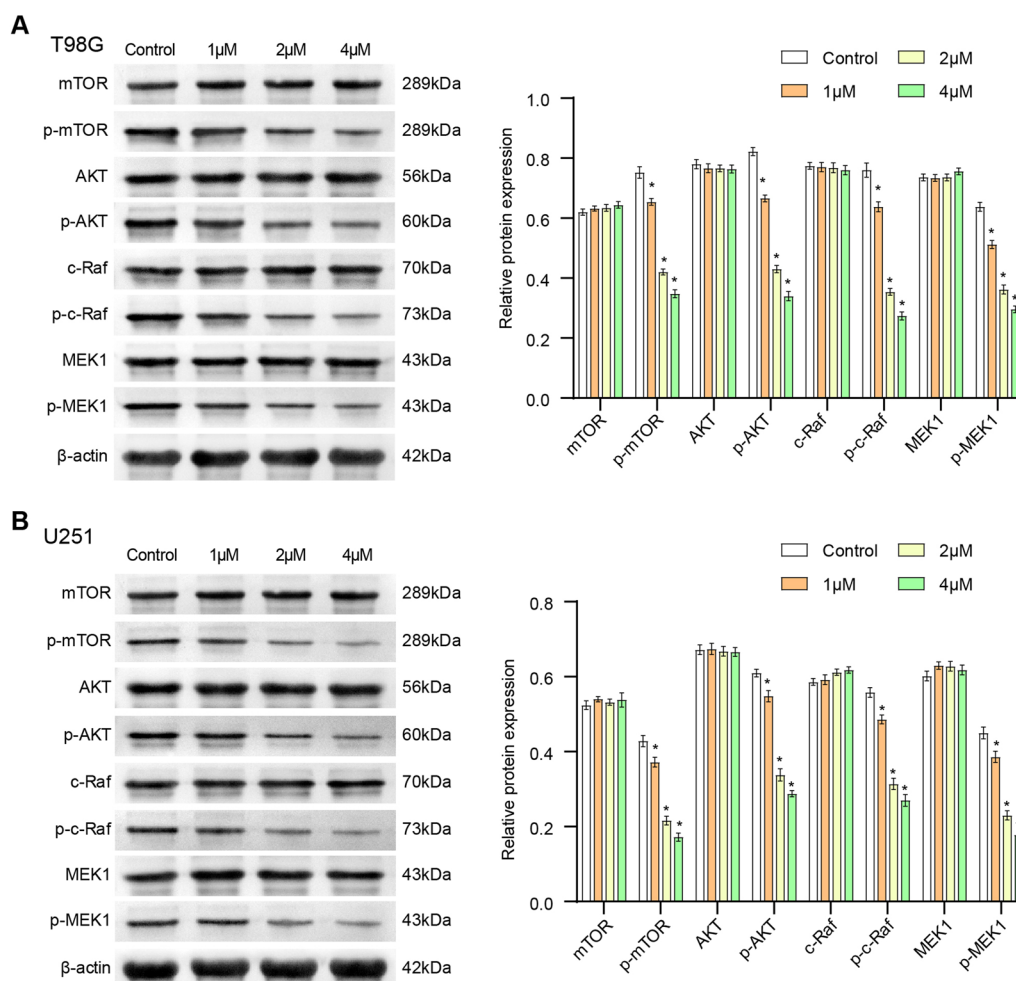 A
T98G
Control 1μM 2μM 4μM
mTOR 289kDa
p-mTOR 289kDa
AKT 56kDa
p-AKT 60kDa
c-Raf 70kDa
p-c-Raf 73kDa
MEK1 43kDa
p-MEK1 43kDa
β-actin 42kDa
Control 2μM
1μM 4μM
Relative protein expression
1.0
0.8
0.6
0.4
0.2
0.0
* * * * * * * * * * * *
mTOR p-mTOR AKT p-AKT c-Raf p-c-Raf MEK1 p-MEK1
B
U251
Control 1μM 2μM 4μM
mTOR 289kDa
p-mTOR 289kDa
AKT 56kDa
p-AKT 60kDa
c-Raf 70kDa
p-c-Raf 73kDa
MEK1 43kDa
p-MEK1 43kDa
β-actin 42kDa
Control 2μM
1μM 4μM
Relative protein expression
0.8
0.6
0.4
0.2
0.0
* * * * * * * * * * *
mTOR p-mTOR AKT p-AKT c-Raf p-c-Raf MEK1 p-MEK1